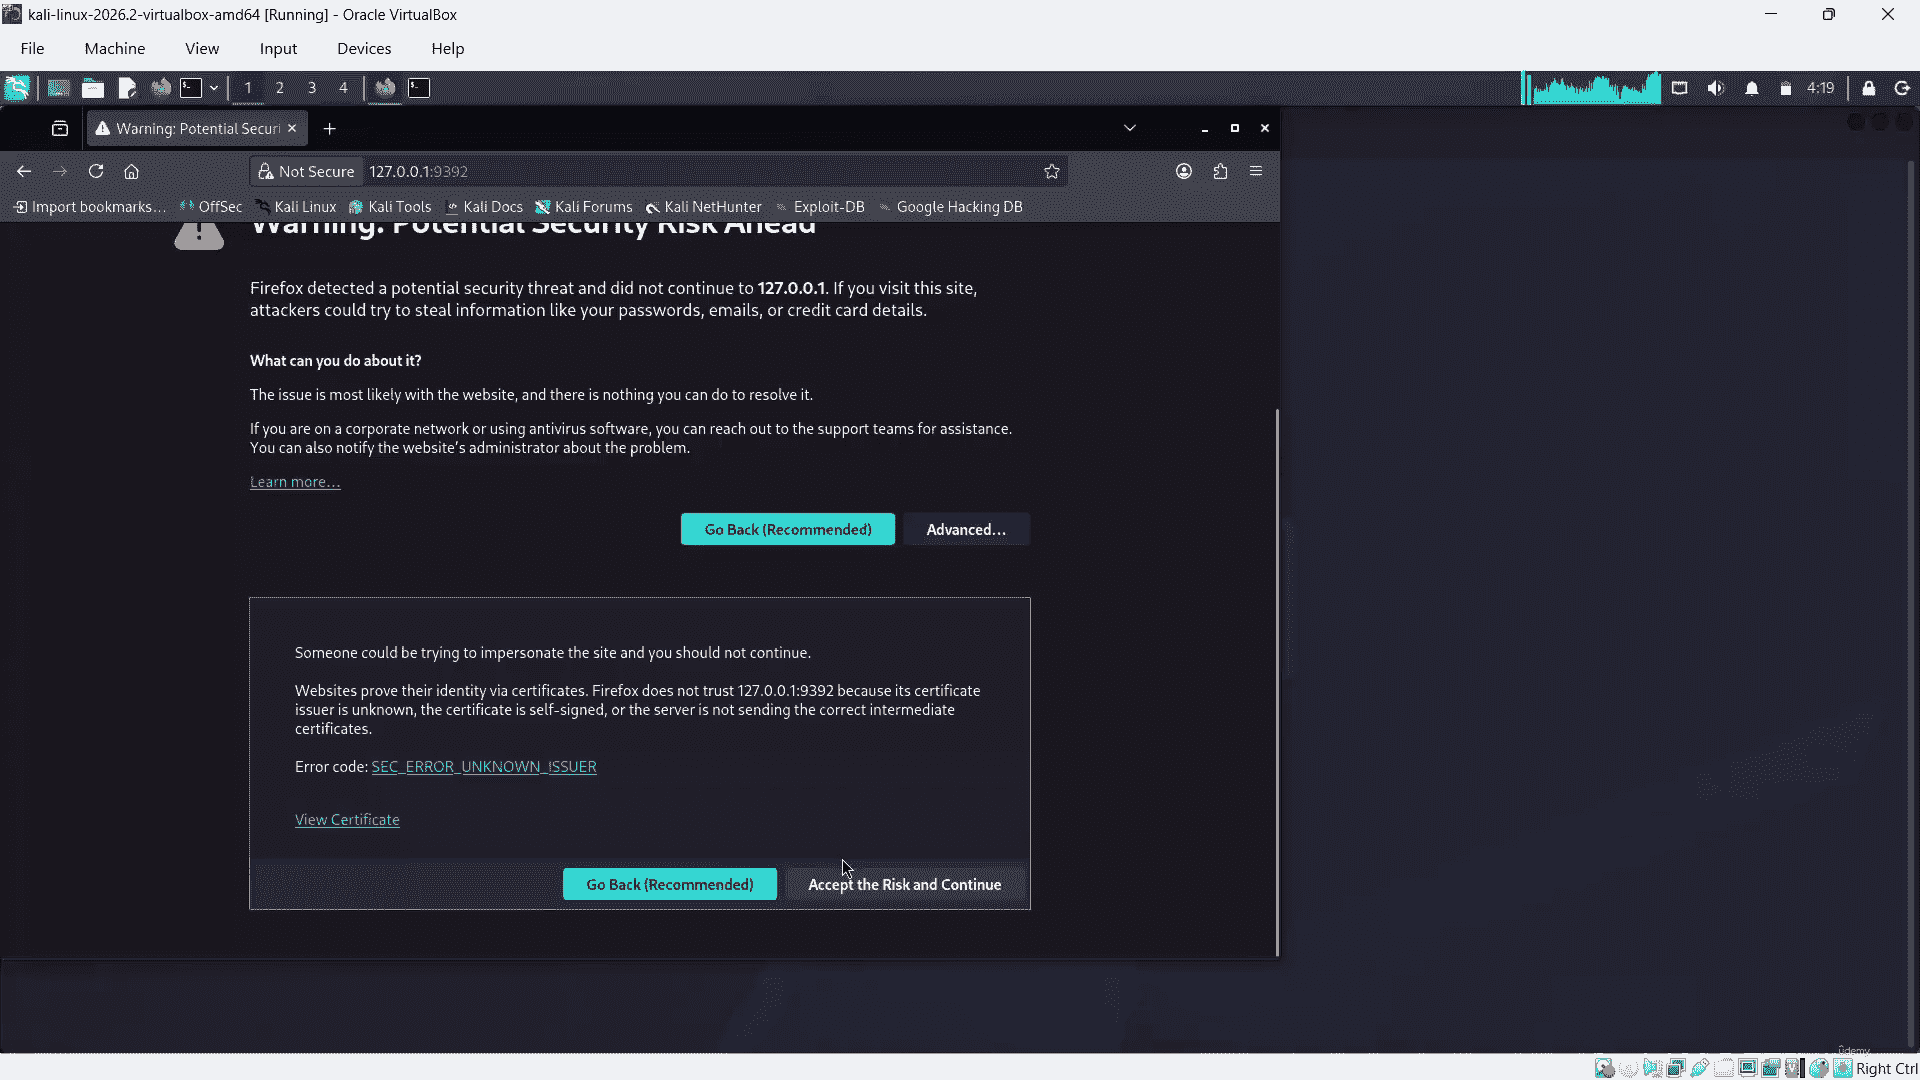 kali-linux-2026.2-virtualbox-amd64 [Running] - Oracle VirtualBox
File Machine View Input Devices Help
1 2 3 4 4:19
Warning: Potential Securi
Not Secure 127.0.0.1:9392
Import bookmarks... OffSec Kali Linux Kali Tools Kali Docs Kali Forums Kali NetHunter Exploit-DB Google Hacking DB
Warning: Potential Security Risk Ahead
Firefox detected a potential security threat and did not continue to 127.0.0.1. If you visit this site,
attackers could try to steal information like your passwords, emails, or credit card details.
What can you do about it?
The issue is most likely with the website, and there is nothing you can do to resolve it.
If you are on a corporate network or using antivirus software, you can reach out to the support teams for assistance.
You can also notify the website's administrator about the problem.
Learn more...
Go Back (Recommended) Advanced...
Someone could be trying to impersonate the site and you should not continue.
Websites prove their identity via certificates. Firefox does not trust 127.0.0.1:9392 because its certificate
issuer is unknown, the certificate is self-signed, or the server is not sending the correct intermediate
certificates.
Error code: SEC_ERROR_UNKNOWN_ISSUER
View Certificate
Go Back (Recommended) Accept the Risk and Continue
ûdemy
Right Ctrl